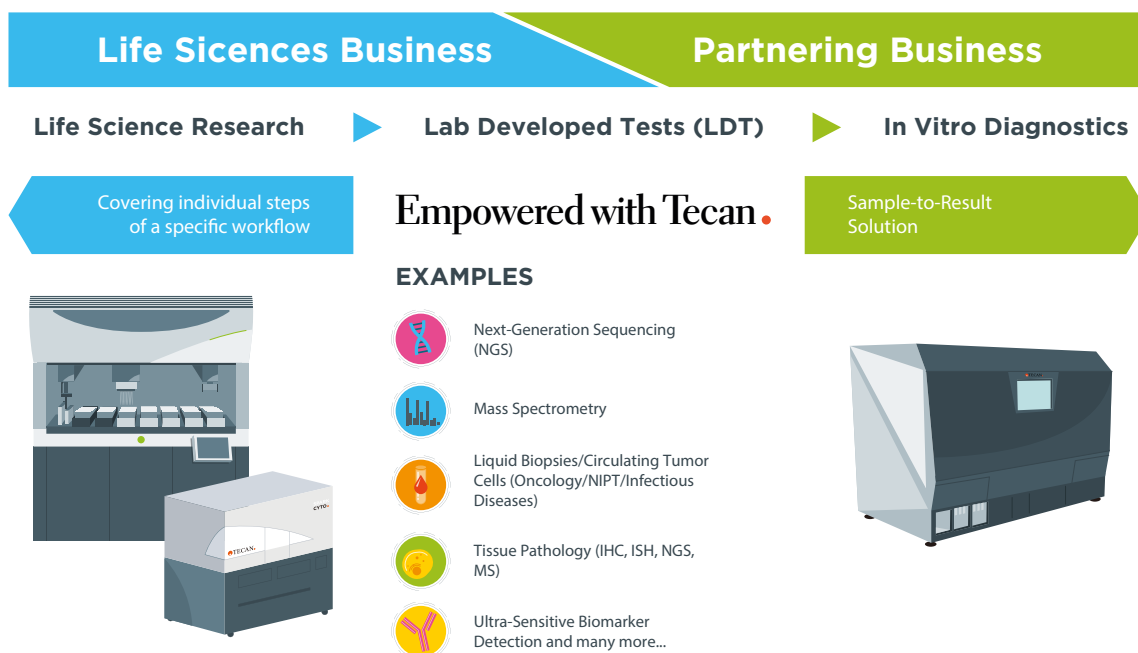 Life Sicences Business
Partnering Business
Life Science Research
Lab Developed Tests (LDT)
In Vitro Diagnostics
Covering individual steps
of a specific workflow
Empowered with Tecan.
Sample-to-Result
Solution
EXAMPLES
Next-Generation Sequencing
(NGS)
Mass Spectrometry
Liquid Biopsies/Circulating Tumor
Cells (Oncology/NIPT/Infectious
Diseases)
Tissue Pathology (IHC, ISH, NGS,
MS)
Ultra-Sensitive Biomarker
Detection and many more...
CYTO
TECAN.
TECAN